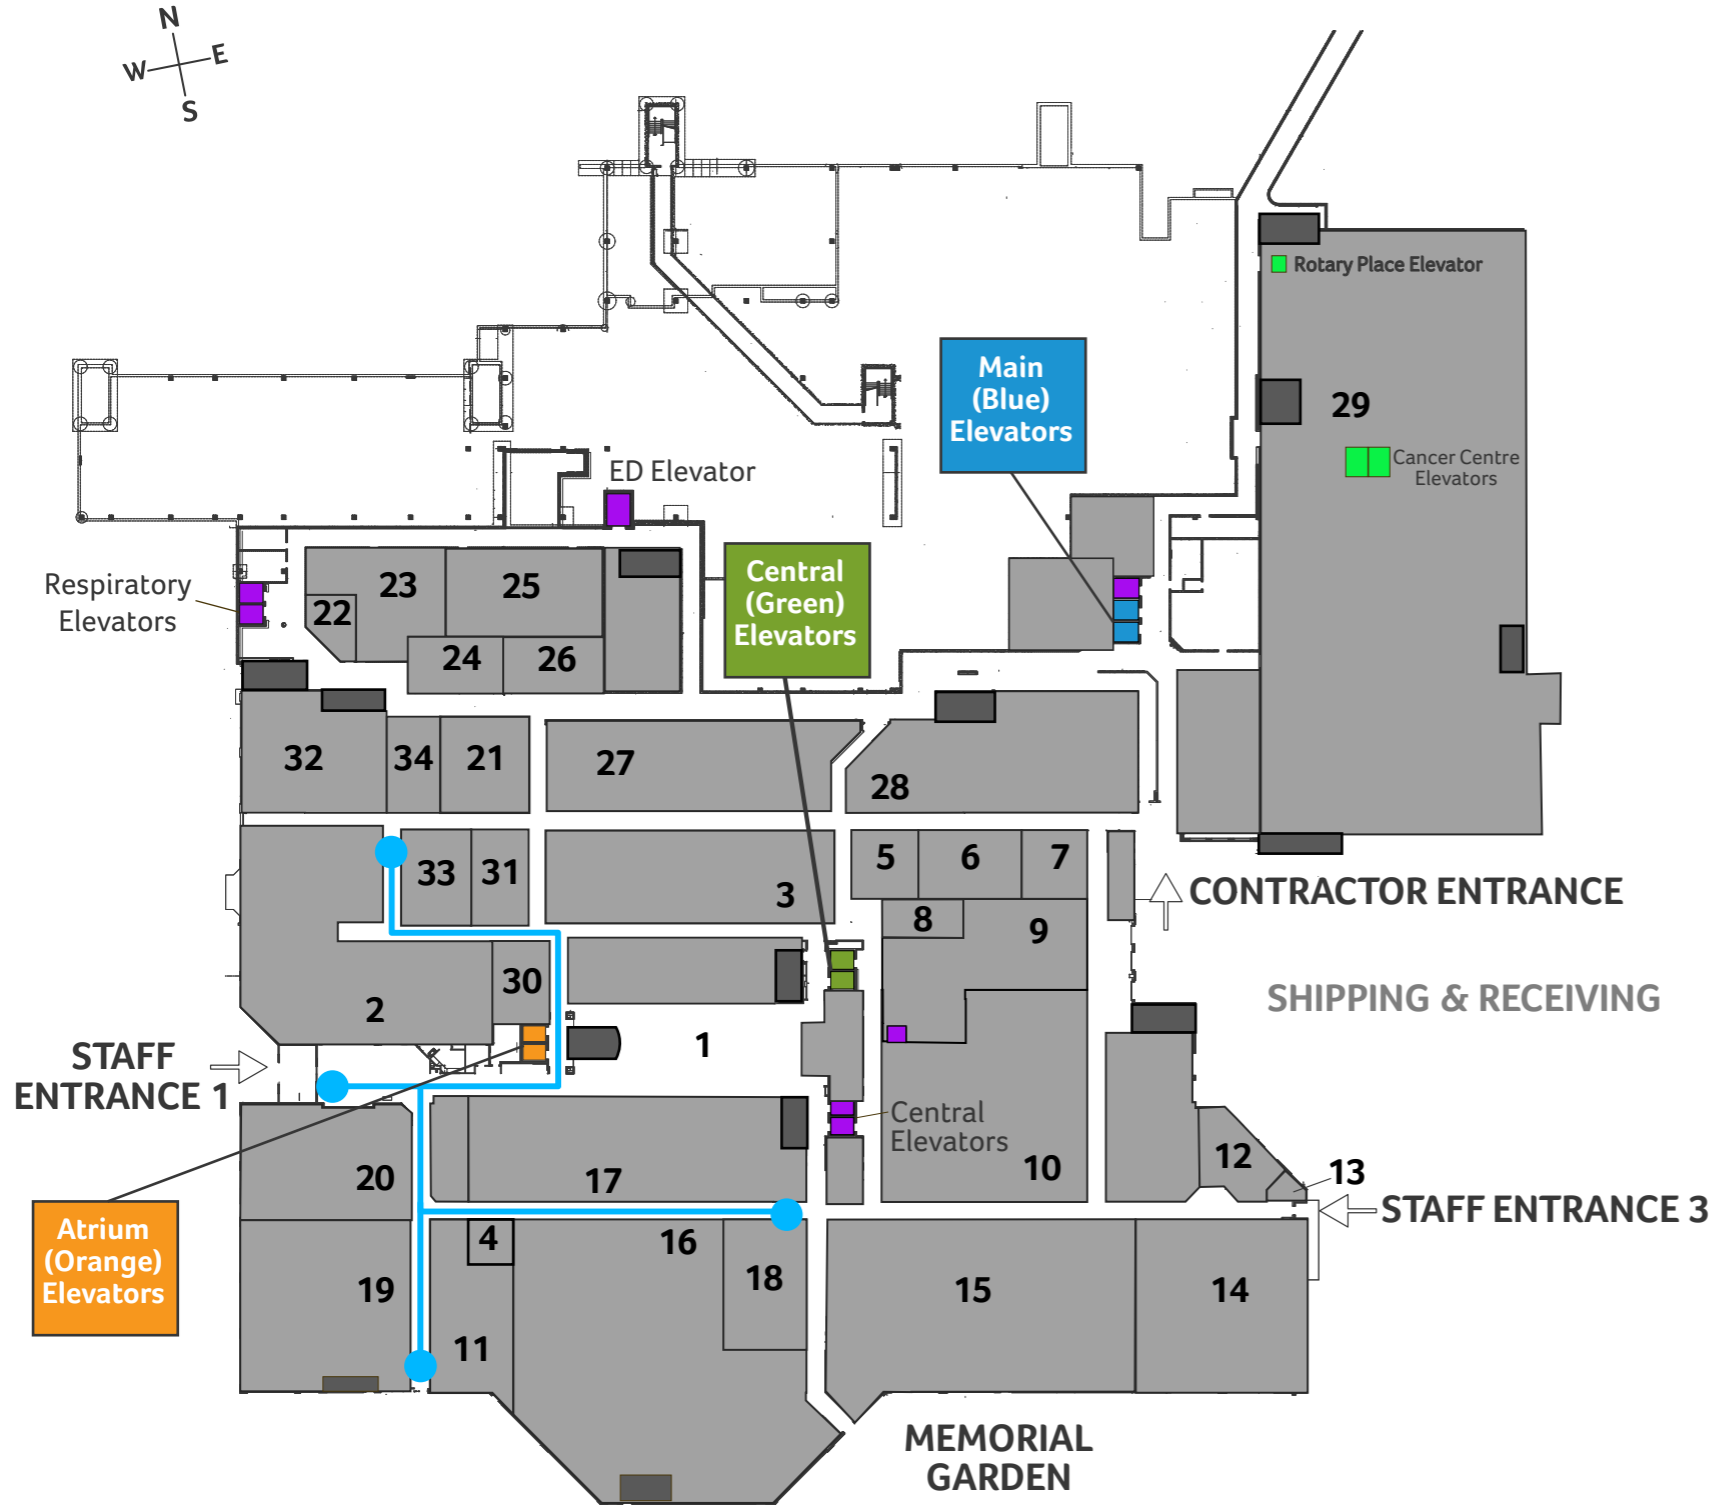 N
W
E
S
Rotary Place Elevator
Main
(Blue)
Elevators
29
Cancer Centre
Elevators
ED Elevator
Central
(Green)
Elevators
Respiratory
Elevators
23
25
22
24
26
32
34
21
27
28
33
31
3
5
6
7
8
9
CONTRACTOR ENTRANCE
30
2
1
SHIPPING & RECEIVING
STAFF
ENTRANCE 1
Central
Elevators
10
12
13
20
17
STAFF ENTRANCE 3
Atrium
(Orange)
Elevators
4
16
18
19
11
15
14
MEMORIAL
GARDEN